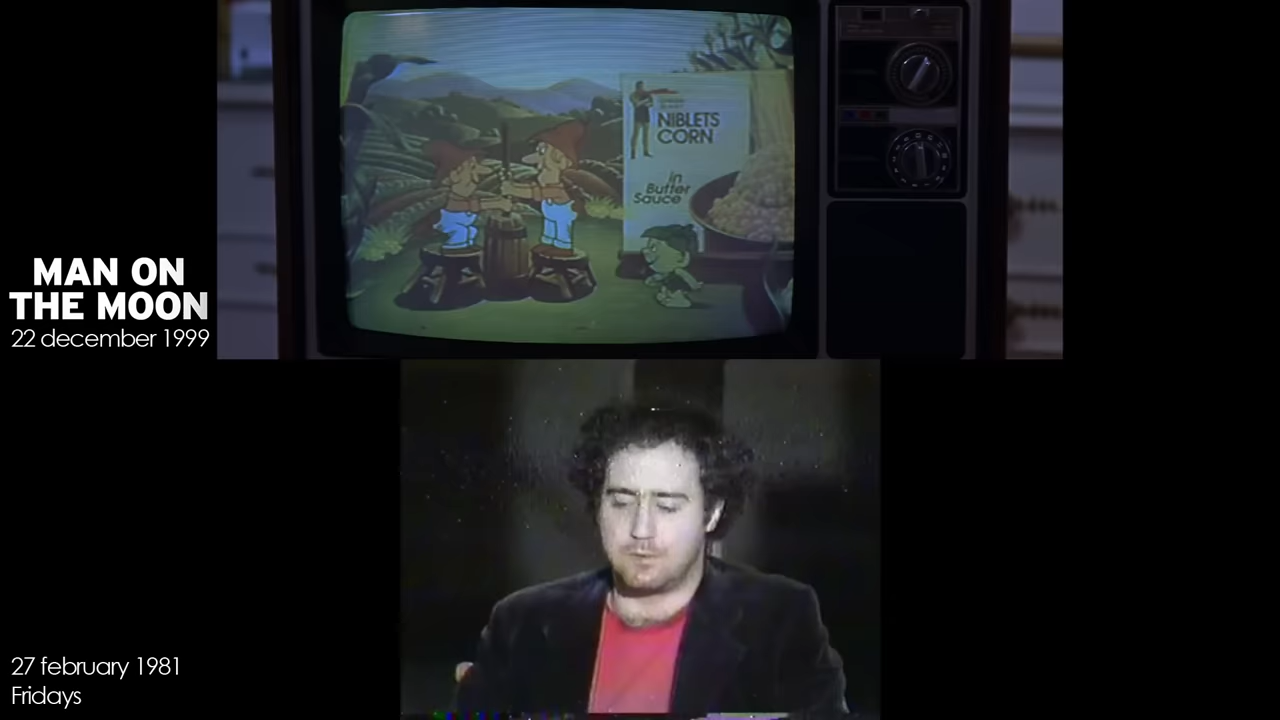 NIBLETS
CORN
in
Butter
Sauce
MAN ON
THE MOON
22 december 1999
27 february 1981
Fridays